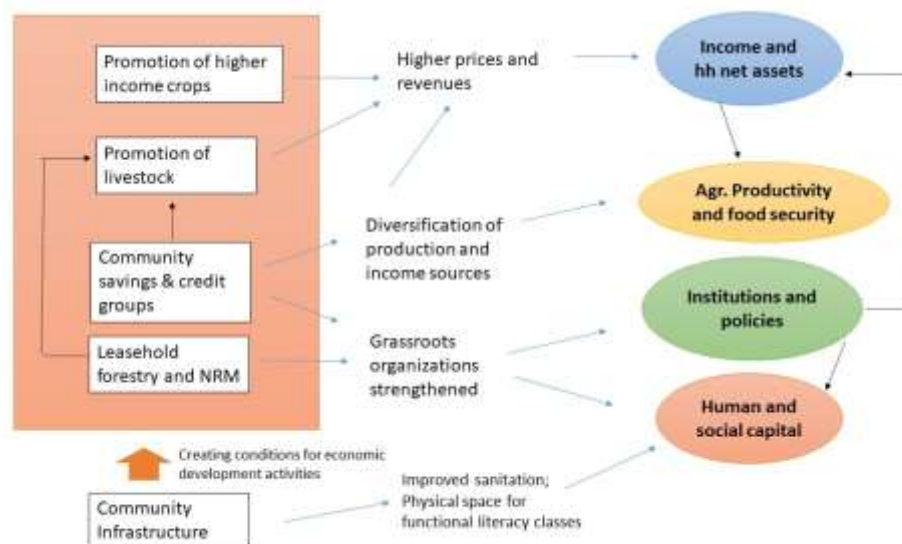 Promotion of higher
income crops
Promotion of
livestock
Community
savings & credit
groups
Leasehold
forestry and NRM
Creating conditions for economic
development activities
Community
Infrastructure
Higher prices and
revenues
Diversification of
production and
income sources
Grassroots
organizations
strengthened
Improved sanitation;
Physical space for
functional literacy classes
Income and
hh net assets
Agr. Productivity
and food security
Institutions and
policies
Human and
social capital